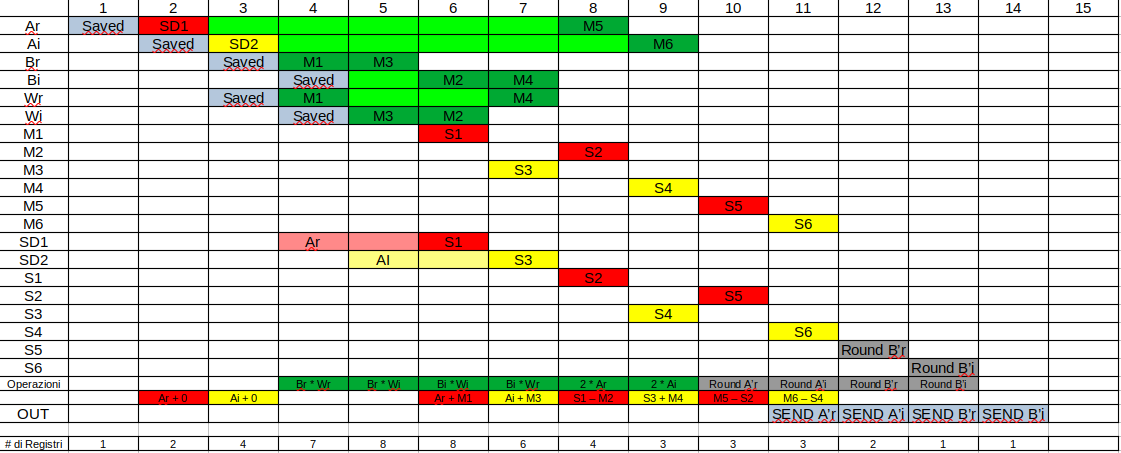 1 2 3 4 5 6 7 8 9 10 11 12 13 14 15
Ar Saved SD1 M5
Ai Saved SD2 M6
Br Saved M1 M3
Bi Saved M2 M4
Wr Saved M1 M4
Wi Saved M3 M2
M1 S1
M2 S2
M3 S3
M4 S4
M5 S5
M6 S6
SD1 Ar S1
SD2 AI S3
S1 S2
S2 S5
S3 S4
S4 S6
S5 Round B'r
S6 Round B'i
Operazioni Br * Wr Br * Wi Bi * Wi Bi * Wr 2 * Ar 2 * Ai Round A'r Round A'i Round B'r Round B'i
Ar + 0 Ai + 0 Ar + M1 Ai + M3 S1 – M2 S3 + M4 M5 – S2 M6 – S4
OUT SEND A'r SEND A'i SEND B'r SEND B'i
# di Registri 1 2 4 7 8 8 6 4 3 3 3 2 1 1